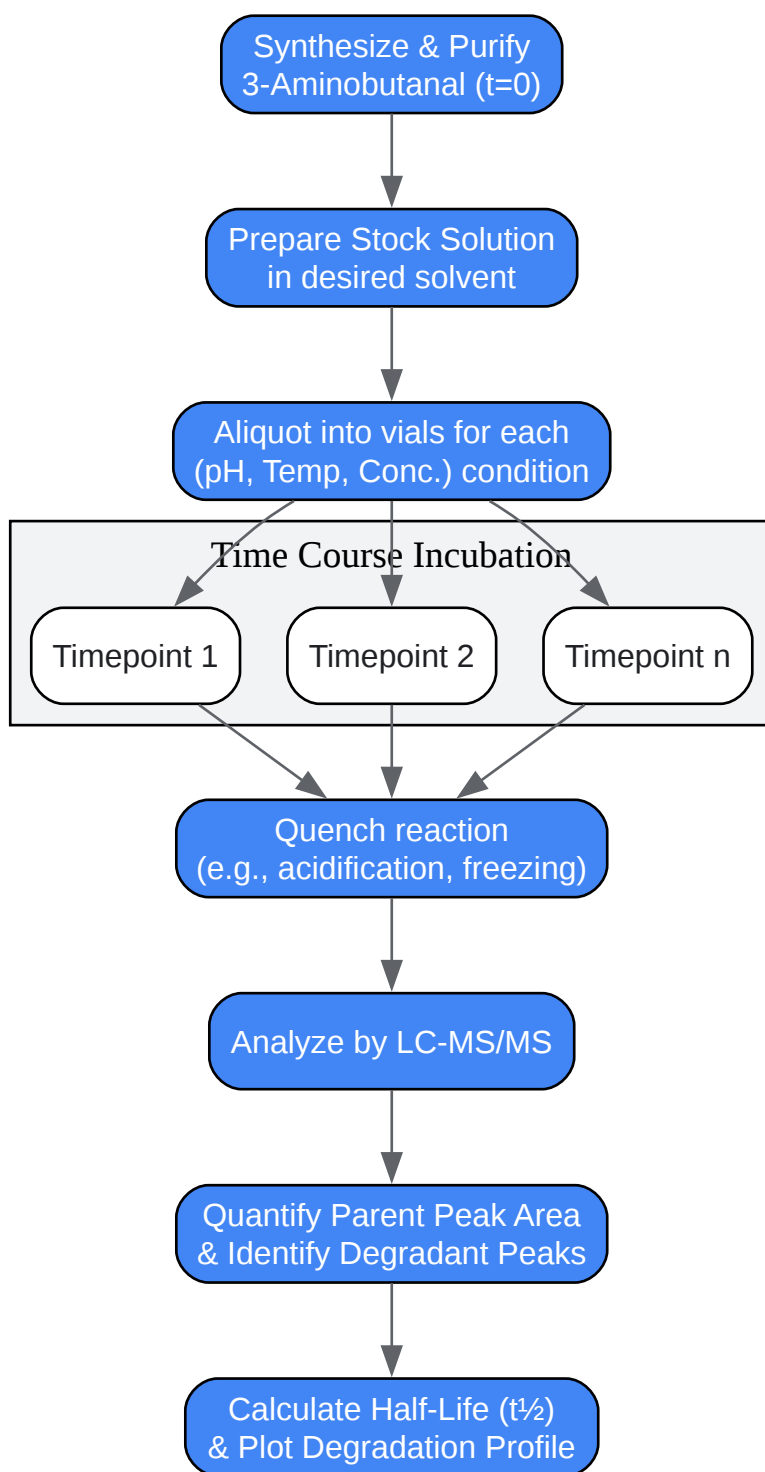 Synthesize & Purify
3-Aminobutanal (t=0)
Prepare Stock Solution
in desired solvent
Aliquot into vials for each
(pH, Temp, Conc.) condition
Time Course Incubation
Timepoint 1
Timepoint 2
Timepoint n
Quench reaction
(e.g., acidification, freezing)
Analyze by LC-MS/MS
Quantify Parent Peak Area
& Identify Degradant Peaks
Calculate Half-Life (t½)
& Plot Degradation Profile